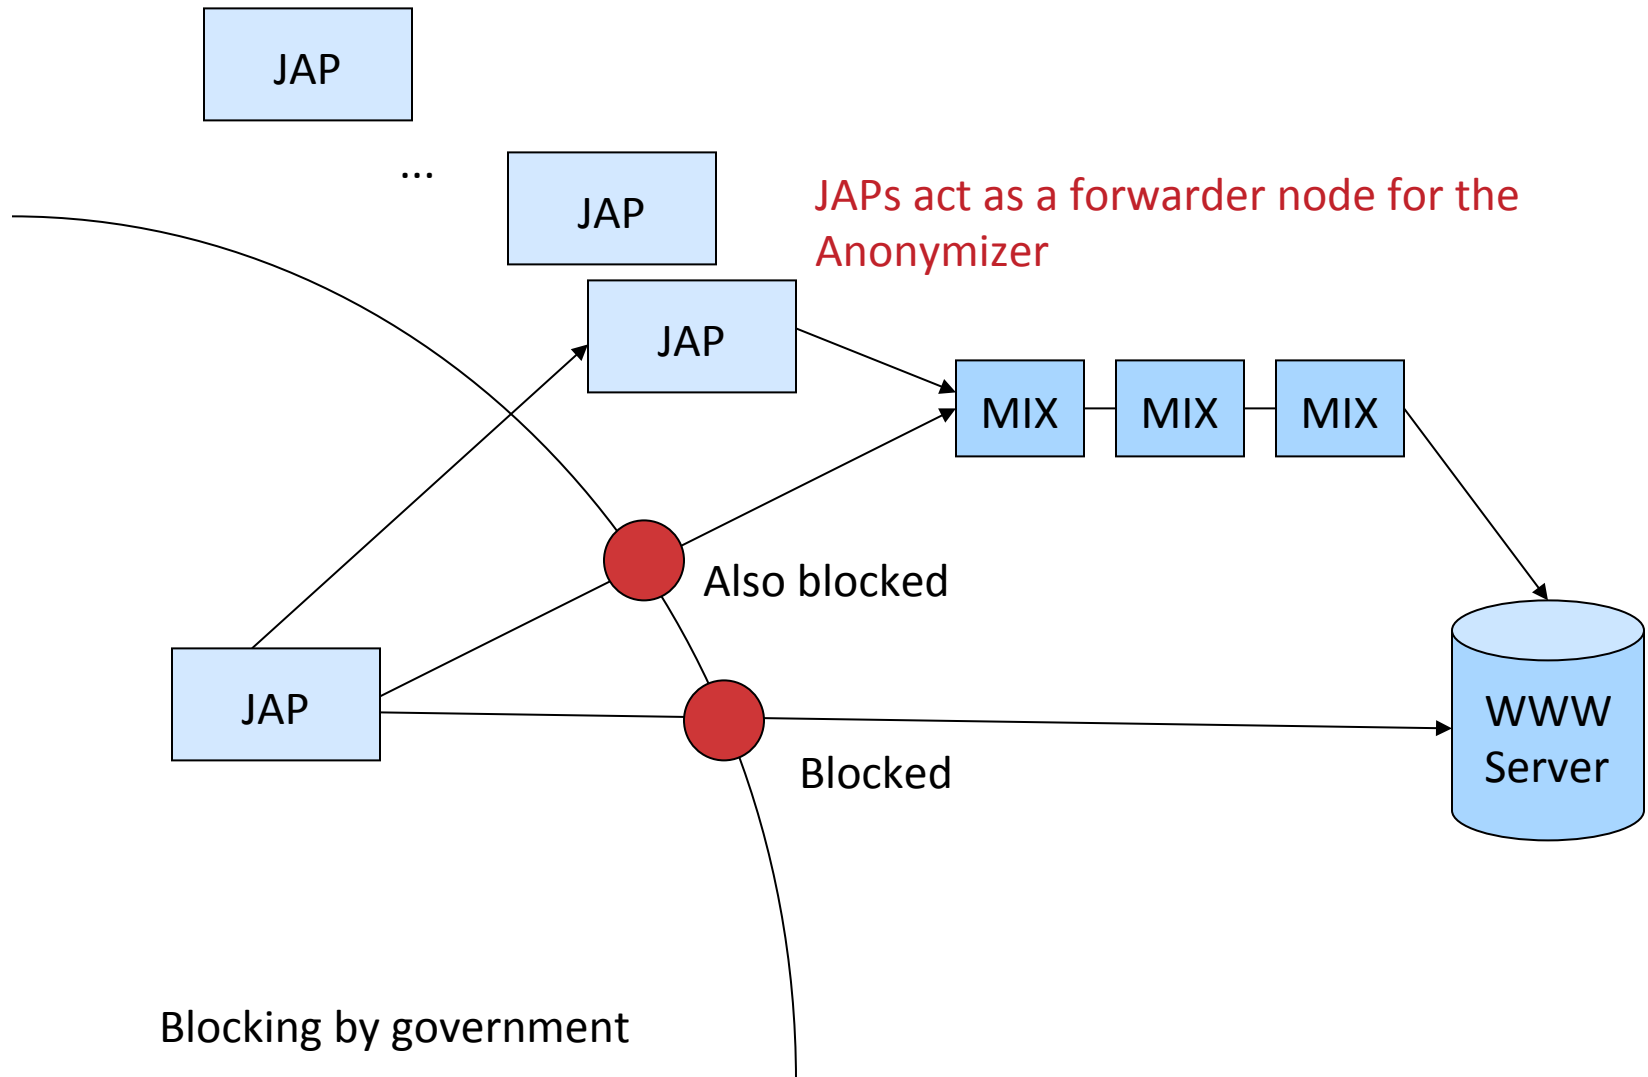 JAP
...
JAP
JAPs act as a forwarder node for the
Anonymizer
JAP
MIX
MIX
MIX
Also blocked
JAP
Blocked
WWW
Server
Blocking by government